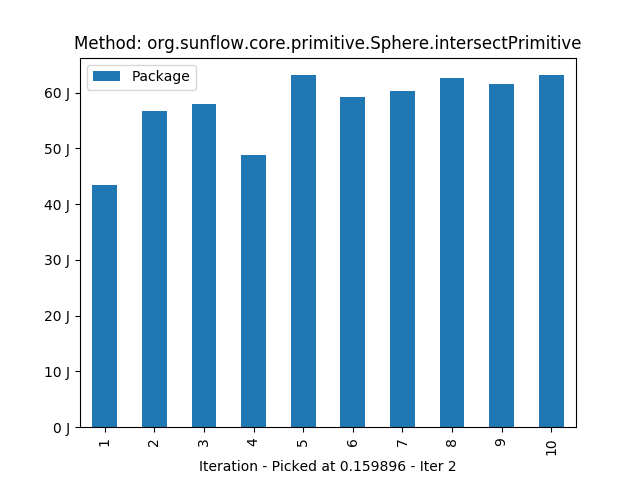 Method: org.sunflow.core.primitive.Sphere.intersectPrimitive
Package
60 J
50 J
40 J
30 J
20 J
10 J
0 J
1 2 3 4 5 6 7 8 9 10
Iteration - Picked at 0.159896 - Iter 2